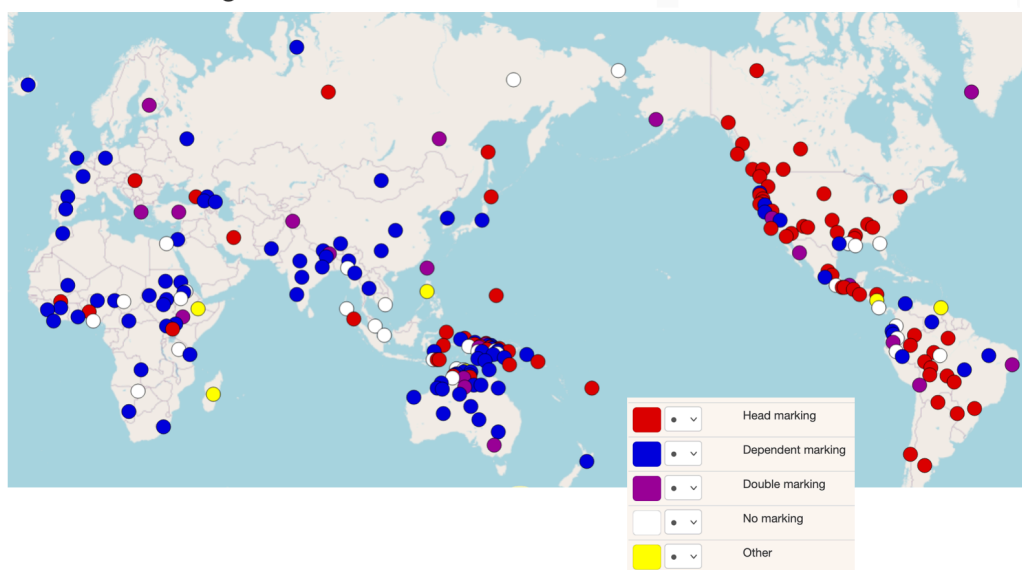 Head marking
Dependent marking
Double marking
No marking
Other